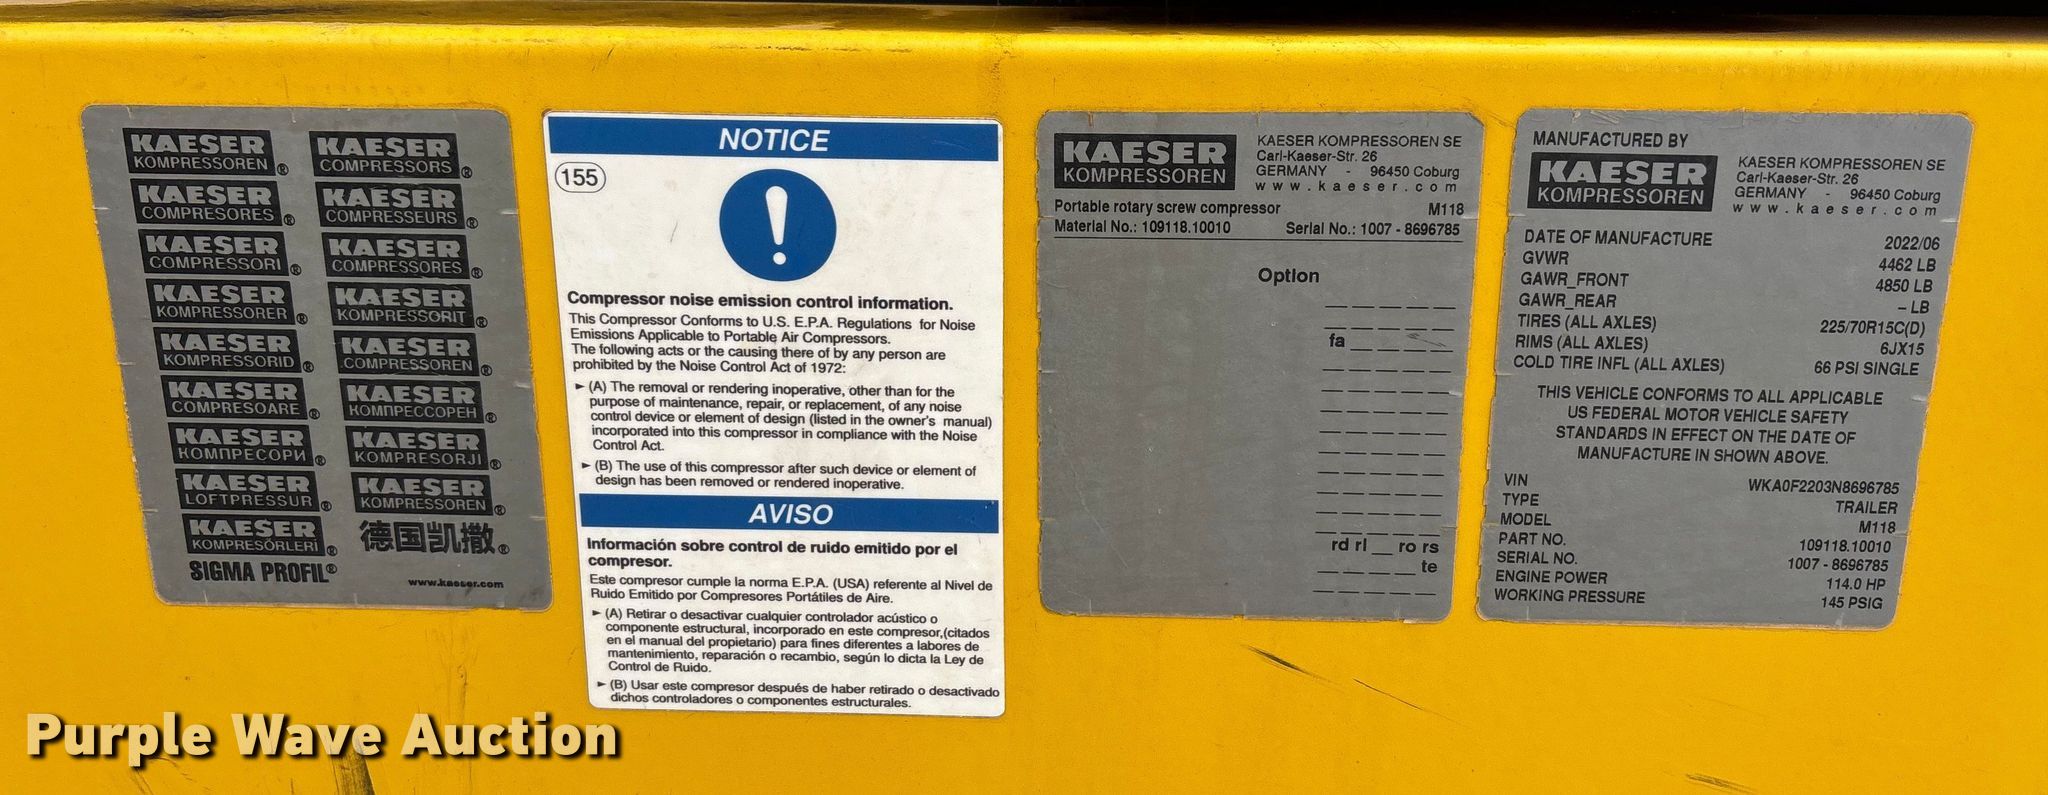 KAESER
KOMPRESSOREN®
KAESER
COMPRESSORS®
KAESER
COMPRESORES®
KAESER
COMPRESSEURS®
KAESER
COMPRESSORI®
KAESER
COMPRESSORES®
KAESER
KOMPRESSORER®
KAESER
KOMPRESSORIT®
KAESER
KOMPRESSORID®
KAESER
COMPRESSOREN®
KAESER
COMPRESOARE®
KAESER
КОМПРЕССОРЕН®
KAESER
КОМПРЕСОРИ®
KAESER
KOMPRESORJI®
KAESER
LOFTPRESSUR®
KAESER
KOMPRESSOREN®
KAESER
KOMPRESÖRLERİ®
德国凯撒®
SIGMA PROFIL®
www.kaeser.com
NOTICE
155
Compressor noise emission control information.
This Compressor Conforms to U.S. E.P.A. Regulations for Noise
Emissions Applicable to Portable Air Compressors.
The following acts or the causing there of by any person are
prohibited by the Noise Control Act of 1972:
► (A) The removal or rendering inoperative, other than for the
purpose of maintenance, repair, or replacement, of any noise
control device or element of design (listed in the owner's manual)
incorporated into this compressor in compliance with the Noise
Control Act.
► (B) The use of this compressor after such device or element of
design has been removed or rendered inoperative.
AVISO
Información sobre control de ruido emitido por el
compresor.
Este compresor cumple la norma E.P.A. (USA) referente al Nivel de
Ruido Emitido por Compresores Portátiles de Aire.
► (A) Retirar o desactivar cualquier controlador acústico o
componente estructural, incorporado en este compresor,(citados
en el manual del propietario) para fines diferentes a labores de
mantenimiento, reparación o recambio, según lo dicta la Ley de
Control de Ruido.
► (B) Usar este compresor después de haber retirado o desactivado
dichos controladores o componentes estructurales.
KAESER
KOMPRESSOREN
KAESER KOMPRESSOREN SE
Carl-Kaeser-Str. 26
GERMANY - 96450 Coburg
www.kaeser.com
Portable rotary screw compressor M118
Material No.: 109118.10010 Serial No.: 1007 - 8696785
Option
fa
rd rl _ ro rs
te
MANUFACTURED BY
KAESER
KOMPRESSOREN
KAESER KOMPRESSOREN SE
Carl-Kaeser-Str. 26
GERMANY - 96450 Coburg
www.kaeser.com
DATE OF MANUFACTURE 2022/06
GVWR 4462 LB
GAWR_FRONT 4850 LB
GAWR_REAR – LB
TIRES (ALL AXLES) 225/70R15C(D)
RIMS (ALL AXLES) 6JX15
COLD TIRE INFL (ALL AXLES) 66 PSI SINGLE
THIS VEHICLE CONFORMS TO ALL APPLICABLE
US FEDERAL MOTOR VEHICLE SAFETY
STANDARDS IN EFFECT ON THE DATE OF
MANUFACTURE IN SHOWN ABOVE.
VIN WKA0F2203N8696785
TYPE TRAILER
MODEL M118
PART NO. 109118.10010
SERIAL NO. 1007 - 8696785
ENGINE POWER 114.0 HP
WORKING PRESSURE 145 PSIG
Purple Wave Auction